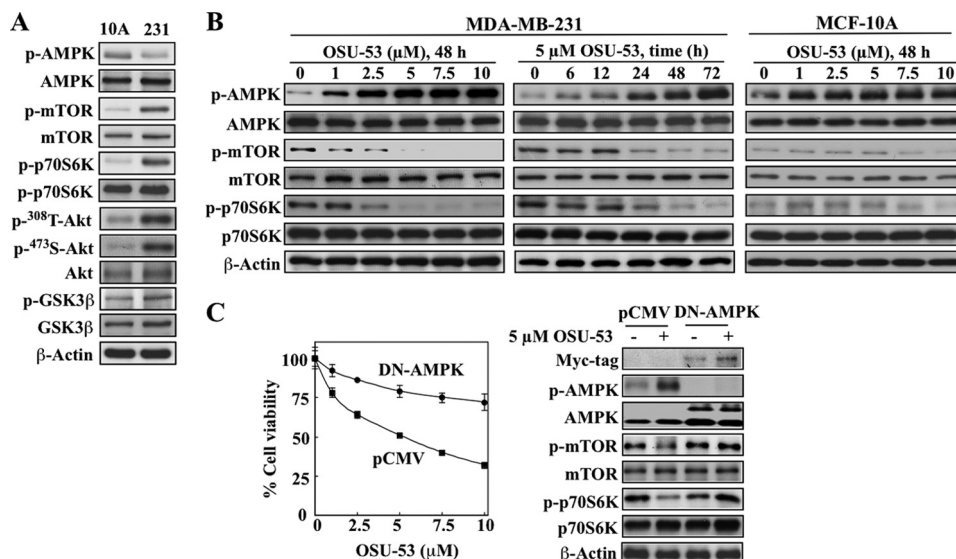 A
10A 231
p-AMPK
AMPK
p-mTOR
mTOR
p-p70S6K
p-p70S6K
p-³⁰⁸T-Akt
p-⁴⁷³S-Akt
Akt
p-GSK3β
GSK3β
β-Actin
B
MDA-MB-231
MCF-10A
OSU-53 (μM), 48 h
5 μM OSU-53, time (h)
OSU-53 (μM), 48 h
0 1 2.5 5 7.5 10
0 6 12 24 48 72
0 1 2.5 5 7.5 10
p-AMPK
AMPK
p-mTOR
mTOR
p-p70S6K
p70S6K
β-Actin
C
% Cell viability
100
75
50
25
0
0 2.5 5 7.5 10
OSU-53 (μM)
DN-AMPK
pCMV
pCMV DN-AMPK
5 μM OSU-53 - + - +
Myc-tag
p-AMPK
AMPK
p-mTOR
mTOR
p-p70S6K
p70S6K
β-Actin